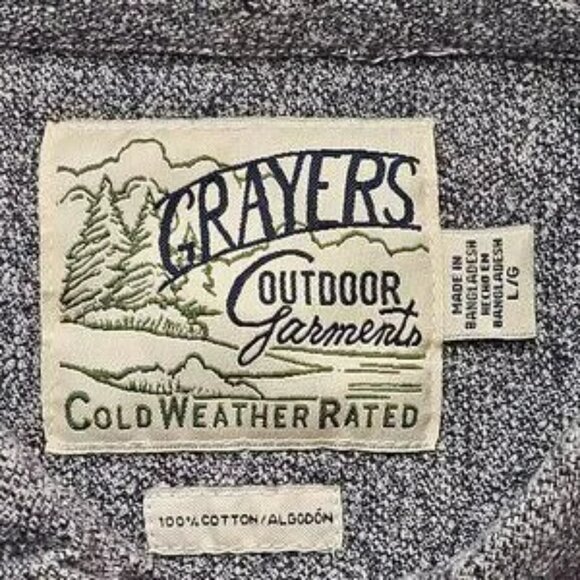 GRAYERS
OUTDOOR
Garments
COLD WEATHER RATED
MADE IN
BANGLADESH
HECHO EN
BANGLADESH
L/G
100% COTTON/ALGODÓN